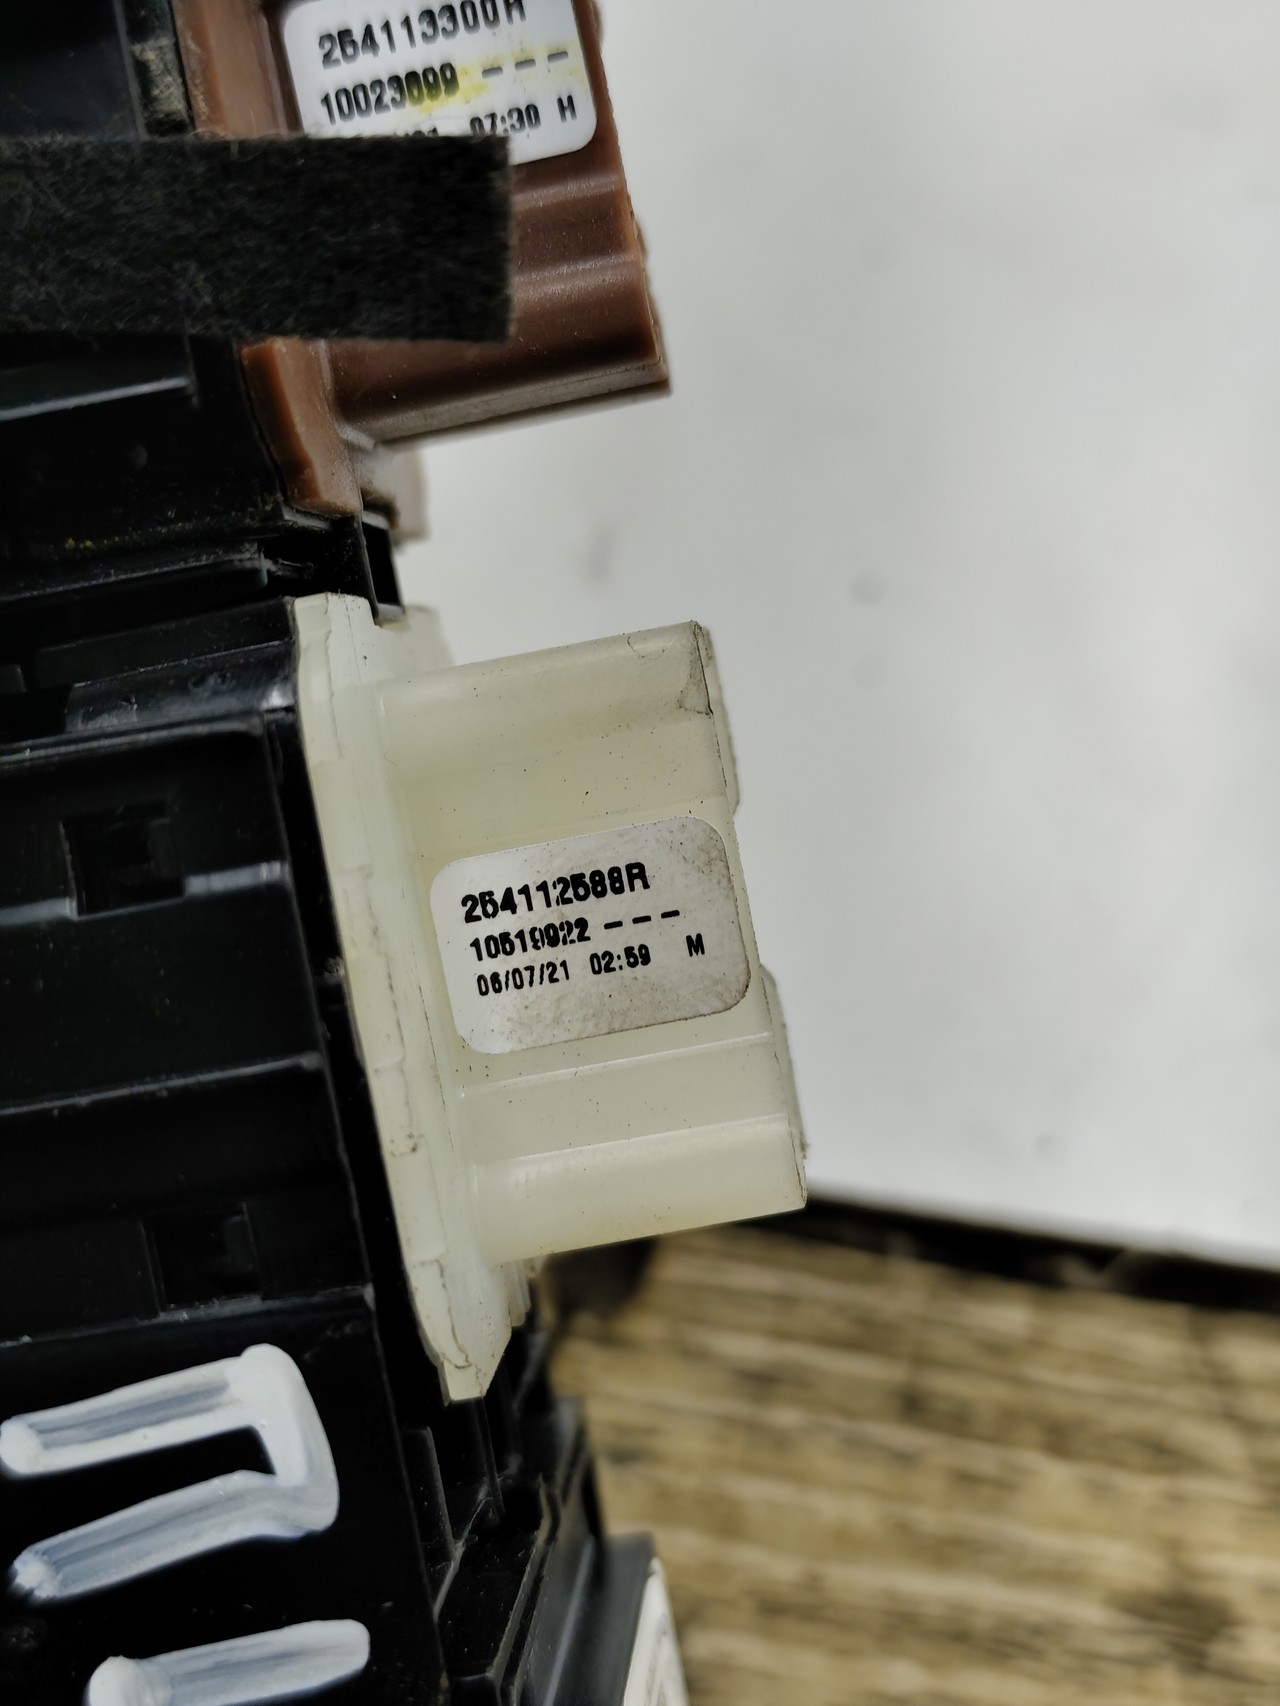 254113300R
10023099 ---
07:30 H
254112588R
10519922 ---
06/07/21 02:59 M